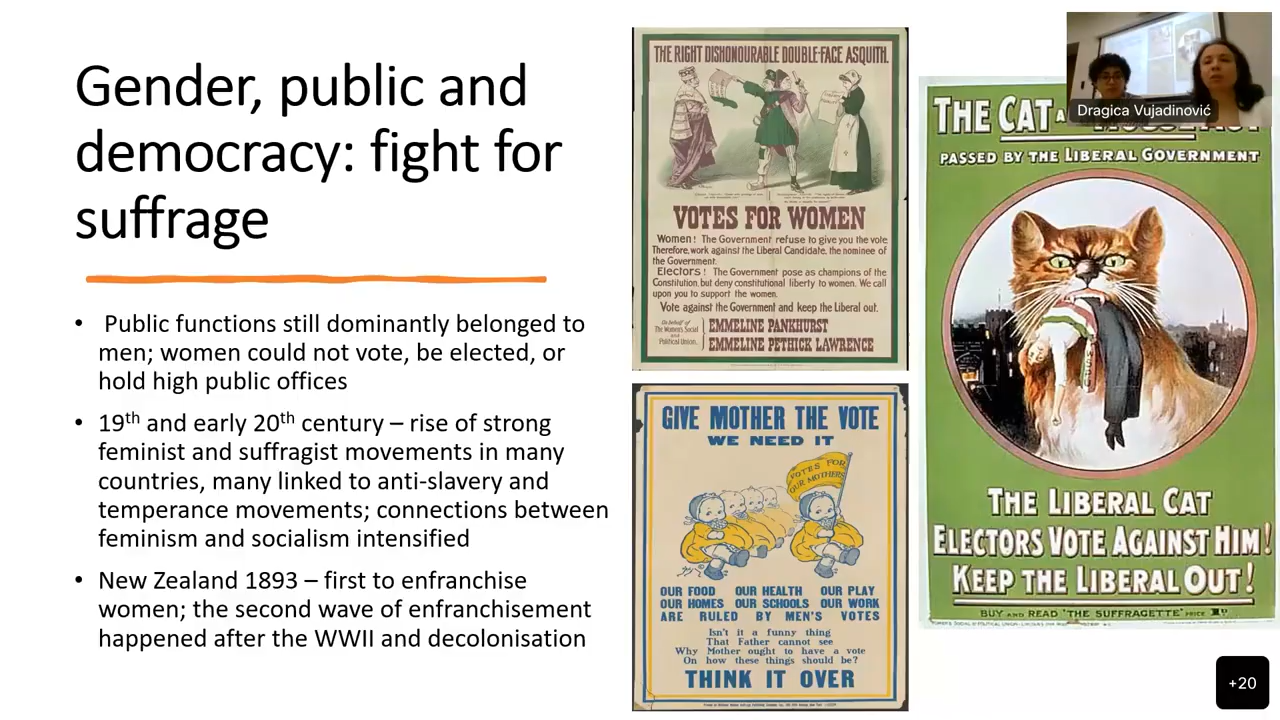 Gender, public and
democracy: fight for
suffrage
• Public functions still dominantly belonged to
men; women could not vote, be elected, or
hold high public offices
• 19th and early 20th century – rise of strong
feminist and suffragist movements in many
countries, many linked to anti-slavery and
temperance movements; connections between
feminism and socialism intensified
• New Zealand 1893 – first to enfranchise
women; the second wave of enfranchisement
happened after the WWII and decolonisation
THE RIGHT DISHONOURABLE DOUBLE-FACE ASQUITH.
VOTES FOR WOMEN
Women! The Government refuse to give you the vote
Therefore, work against the Liberal Candidate, the nominee of
the Government.
Electors! The Government pose as champions of the
Constitution, but deny constitutional liberty to women. We call
upon you to support the women.
Vote against the Government and keep the Liberal out.
On behalf of
The Women's Social
and
Political Union.
EMMELINE PANKHURST
EMMELINE PETHICK LAWRENCE
GIVE MOTHER THE VOTE
WE NEED IT
VOTES FOR
OUR MOTHERS
OUR FOOD OUR HEALTH OUR PLAY
OUR HOMES OUR SCHOOLS OUR WORK
ARE RULED BY MEN'S VOTES
Isn't it a funny thing
That Father cannot see
Why Mother ought to have a vote
On how these things should be?
THINK IT OVER
Dragica Vujadinović
THE CAT
PASSED BY THE LIBERAL GOVERNMENT
THE LIBERAL CAT
ELECTORS VOTE AGAINST HIM!
KEEP THE LIBERAL OUT!
BUY AND READ 'THE SUFFRAGETTE' PRICE 1D
+20